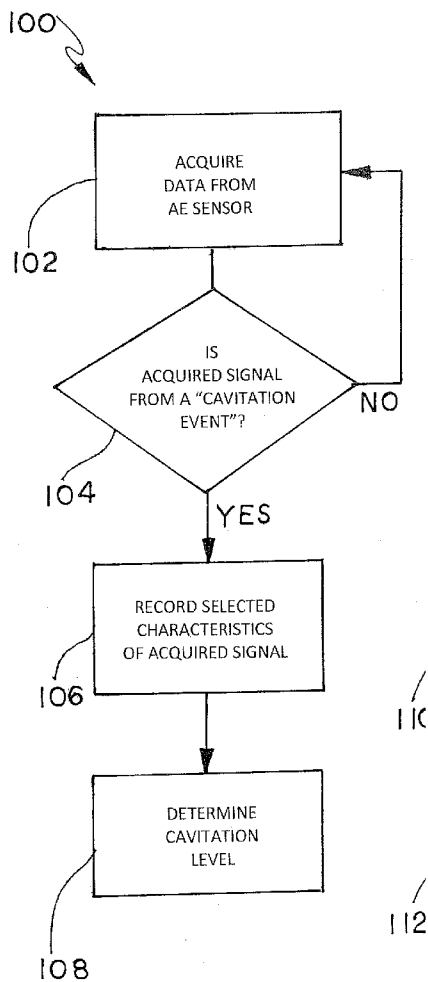 100
ACQUIRE
DATA FROM
AE SENSOR
102
IS
ACQUIRED SIGNAL
FROM A “CAVITATION
EVENT”?
NO
104
YES
RECORD SELECTED
CHARACTERISTICS
OF ACQUIRED SIGNAL
106
110
DETERMINE
CAVITATION
LEVEL
112
108